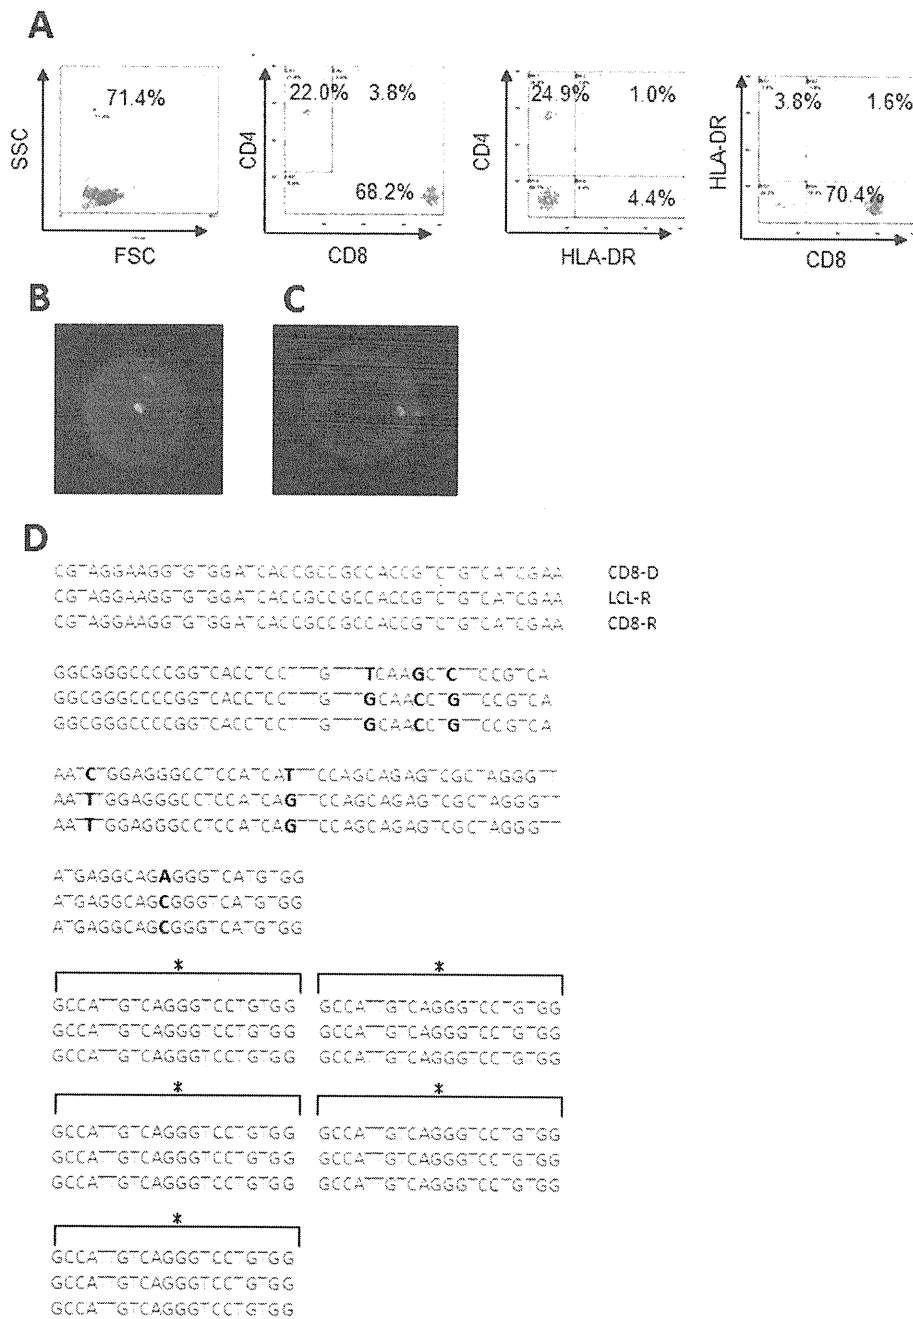 A
71.4%
SSC
FSC
22.0% 3.8%
68.2%
CD4
CD8
24.9% 1.0%
4.4%
CD4
HLA-DR
3.8% 1.6%
70.4%
HLA-DR
CD8
B
C
D
CGTAGGAAGGTGTGGATCACCGCCGCCACCGTCTGTCATCGAA CD8-D
CGTAGGAAGGTGTGGATCACCGCCGCCACCGTCTGTCATCGAA LCL-R
CGTAGGAAGGTGTGGATCACCGCCGCCACCGTCTGTCATCGAA CD8-R
GGCGGGCCCCGGTCACCTCCTTTGTTTTCAAGCTCTTCCGTCA
GGCGGGCCCCGGTCACCTCCTTTGTTTGCAACCTGTTCCGTCA
GGCGGGCCCCGGTCACCTCCTTTGTTTGCAACCTGTTCCGTCA
AATCTGGAGGGCCTCCATCATTTCCAGCAGAGTCGCTAGGGTT
AATTTGGAGGGCCTCCATCAGTTCCAGCAGAGTCGCTAGGGTT
AATTTGGAGGGCCTCCATCAGTTCCAGCAGAGTCGCTAGGGTT
ATGAGGCAGAGGGTCATGTGG
ATGAGGCAGCGGGTCATGTGG
ATGAGGCAGCGGGTCATGTGG
* *
GCCATTGTCAGGGTCCTGTGG GCCATTGTCAGGGTCCTGTGG
GCCATTGTCAGGGTCCTGTGG GCCATTGTCAGGGTCCTGTGG
GCCATTGTCAGGGTCCTGTGG GCCATTGTCAGGGTCCTGTGG
* *
GCCATTGTCAGGGTCCTGTGG GCCATTGTCAGGGTCCTGTGG
GCCATTGTCAGGGTCCTGTGG GCCATTGTCAGGGTCCTGTGG
GCCATTGTCAGGGTCCTGTGG GCCATTGTCAGGGTCCTGTGG
*
GCCATTGTCAGGGTCCTGTGG
GCCATTGTCAGGGTCCTGTGG
GCCATTGTCAGGGTCCTGTGG